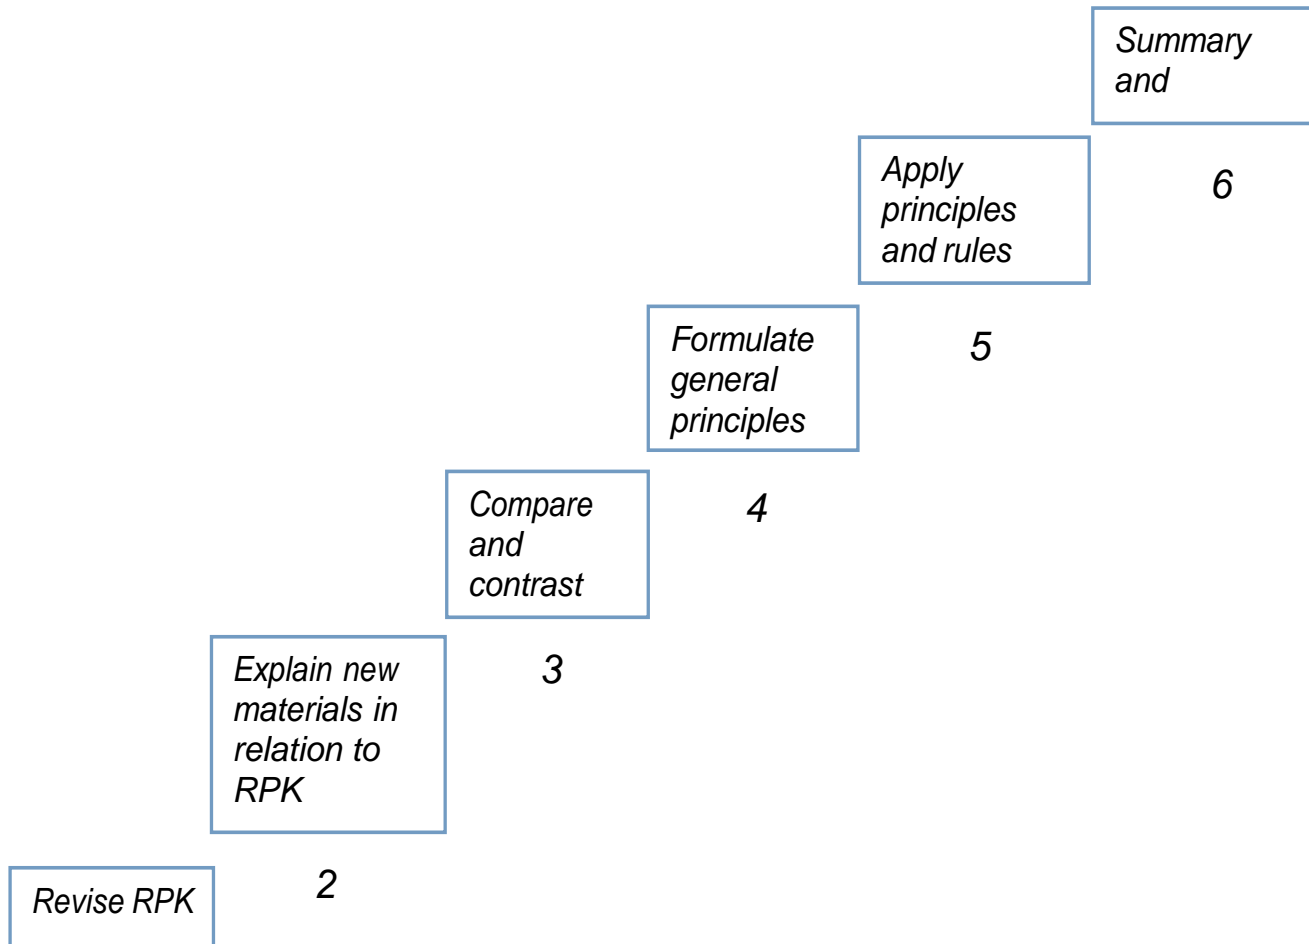 Summary
and
Apply
principles
and rules
6
Formulate
general
principles
5
Compare
and
contrast
4
Explain new
materials in
relation to
RPK
3
Revise RPK
2